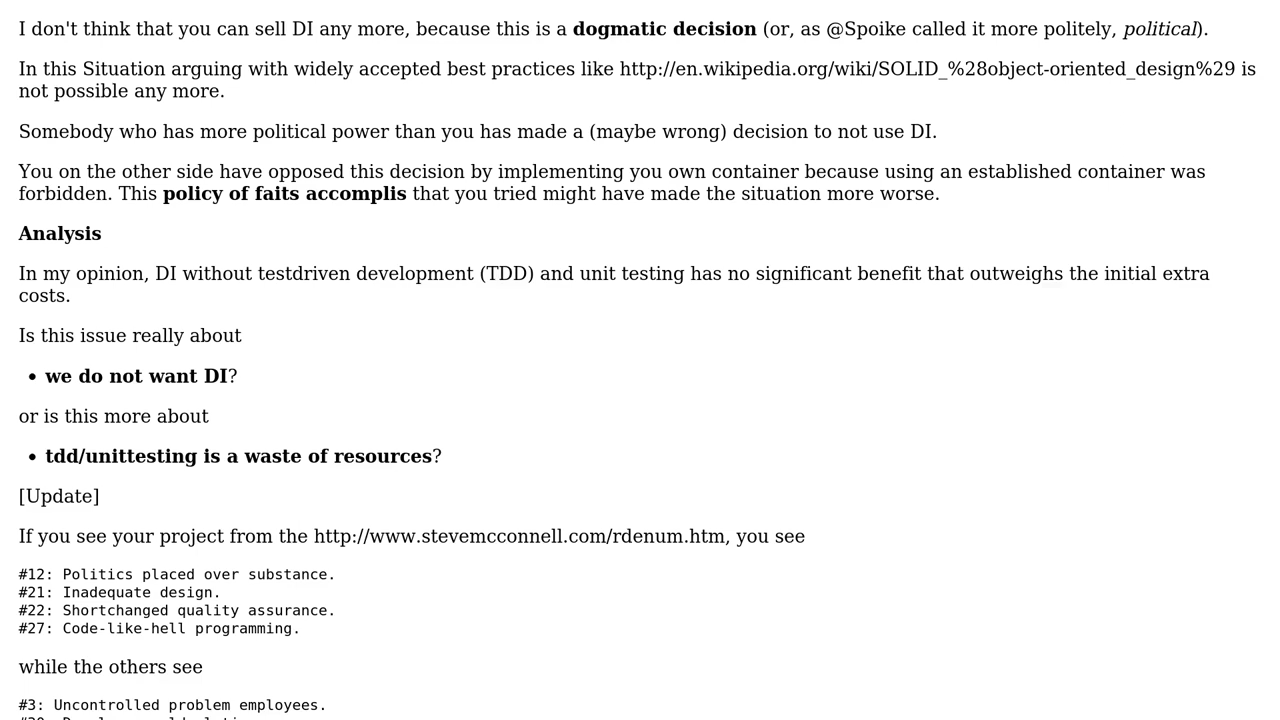 I don't think that you can sell DI any more, because this is a dogmatic decision (or, as @Spoike called it more politely, political).
In this Situation arguing with widely accepted best practices like http://en.wikipedia.org/wiki/SOLID_%28object-oriented_design%29 is
not possible any more.
Somebody who has more political power than you has made a (maybe wrong) decision to not use DI.
You on the other side have opposed this decision by implementing you own container because using an established container was
forbidden. This policy of faits accomplis that you tried might have made the situation more worse.
Analysis
In my opinion, DI without testdriven development (TDD) and unit testing has no significant benefit that outweighs the initial extra
costs.
Is this issue really about
• we do not want DI?
or is this more about
• tdd/unittesting is a waste of resources?
[Update]
If you see your project from the http://www.stevemcconnell.com/rdenum.htm, you see
#12: Politics placed over substance.
#21: Inadequate design.
#22: Shortchanged quality assurance.
#27: Code-like-hell programming.
while the others see
#3: Uncontrolled problem employees.